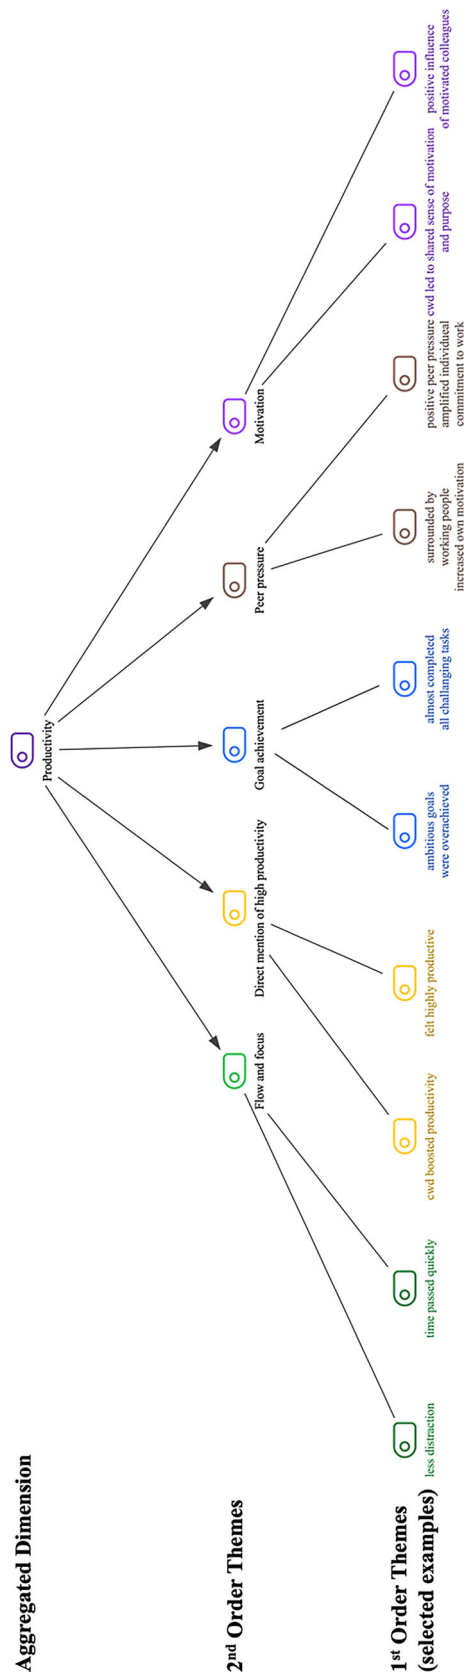 Aggregated Dimension
Productivity
2nd Order Themes
Flow and focus
Direct mention of high productivity
Goal achievement
Peer pressure
Motivation
1st Order Themes
(selected examples)
less distraction
time passed quickly
cwd boosted productivity
felt highly productive
ambitious goals
were overachieved
almost completed
all challanging tasks
surrounded by
working people
increased own motivation
positive peer pressure
amplified individueal
commitment to work
cwd led to shared sense of motivation
and purpose
positive influence
of motivated colleagues